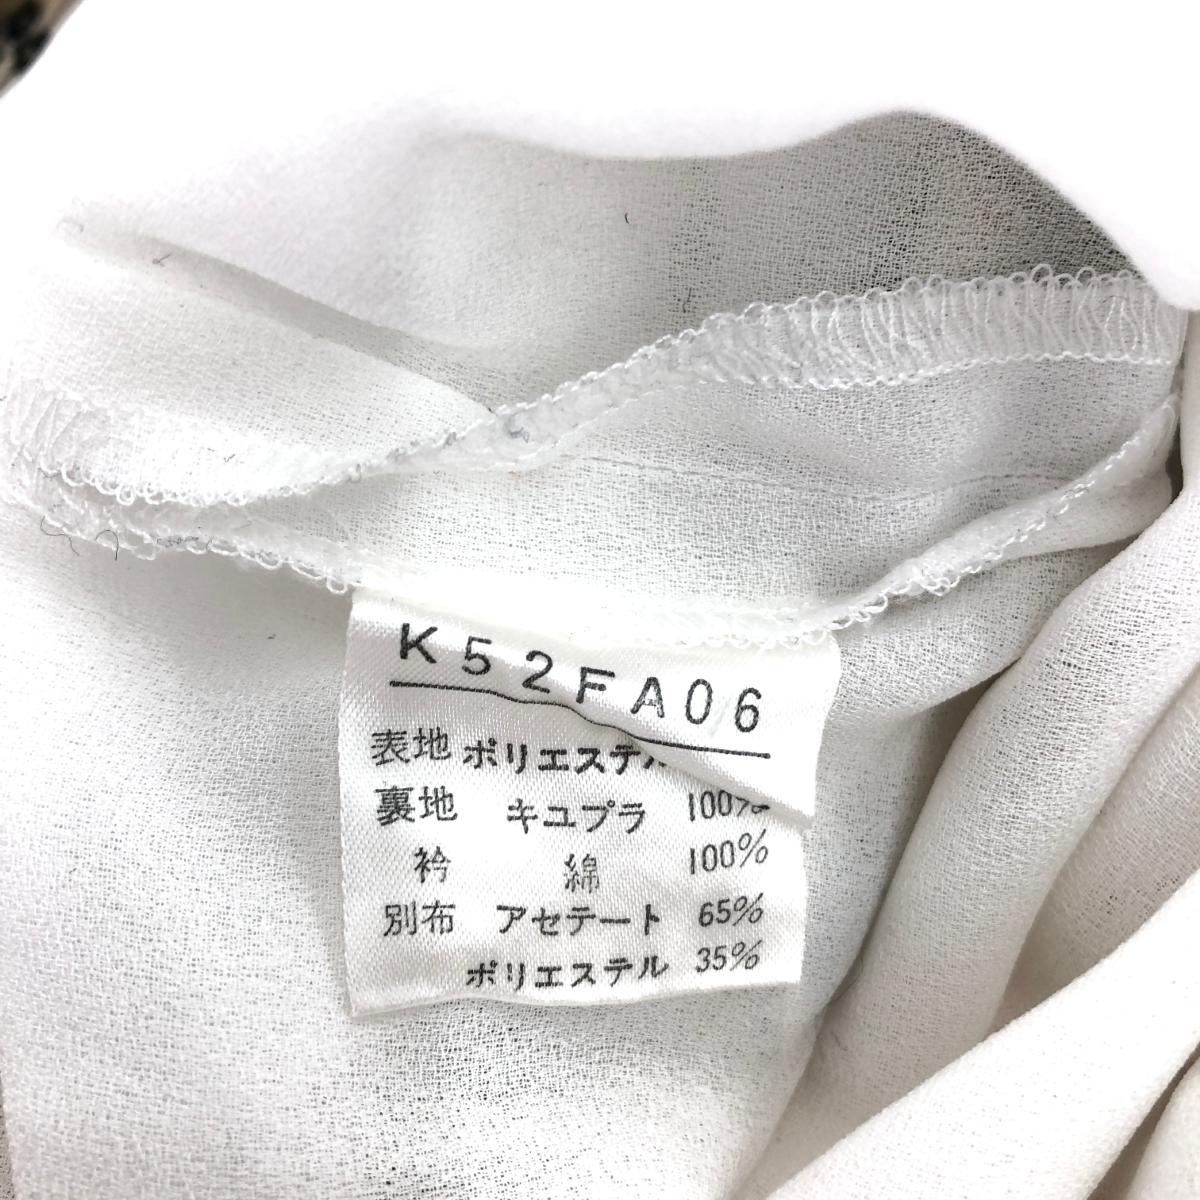 K52FA06
表地 ポリエステル
裏地 キユプラ 100%
衿 綿 100%
別布 アセテート 65%
ポリエステル 35%